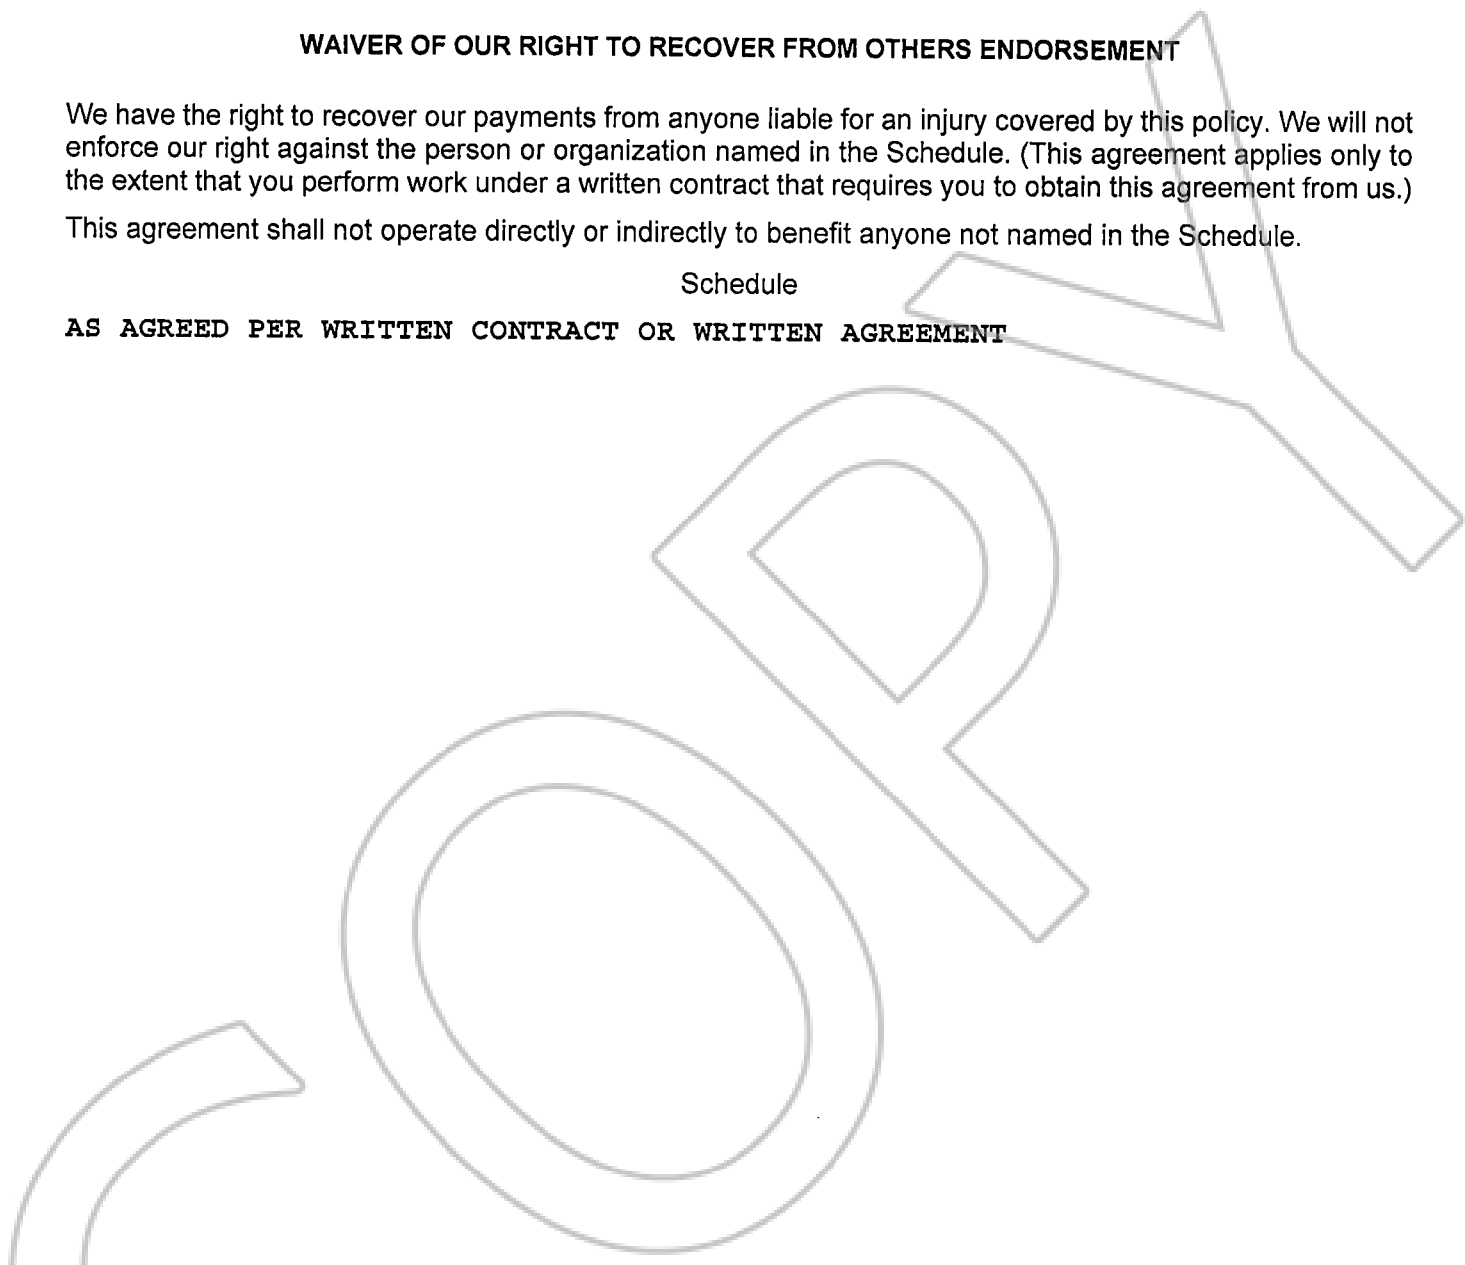 WAIVER OF OUR RIGHT TO RECOVER FROM OTHERS ENDORSEMENT
We have the right to recover our payments from anyone liable for an injury covered by this policy. We will not
enforce our right against the person or organization named in the Schedule. (This agreement applies only to
the extent that you perform work under a written contract that requires you to obtain this agreement from us.)
This agreement shall not operate directly or indirectly to benefit anyone not named in the Schedule.
Schedule
AS AGREED PER WRITTEN CONTRACT OR WRITTEN AGREEMENT
COPY